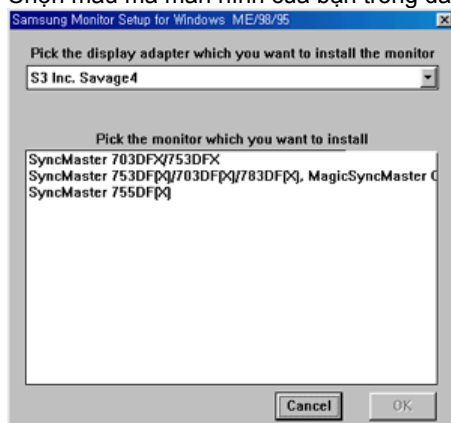 Chọn mẫu mã màn hình của bạn trong da
Samsung Monitor Setup for Windows ME/98/95
Pick the display adapter which you want to install the monitor
S3 Inc. Savage4
Pick the monitor which you want to install
SyncMaster 703DFX/753DFX
SyncMaster 753DF[X]/703DF[X]/783DF[X], MagicSyncMaster C
SyncMaster 755DF[X]
Cancel
OK